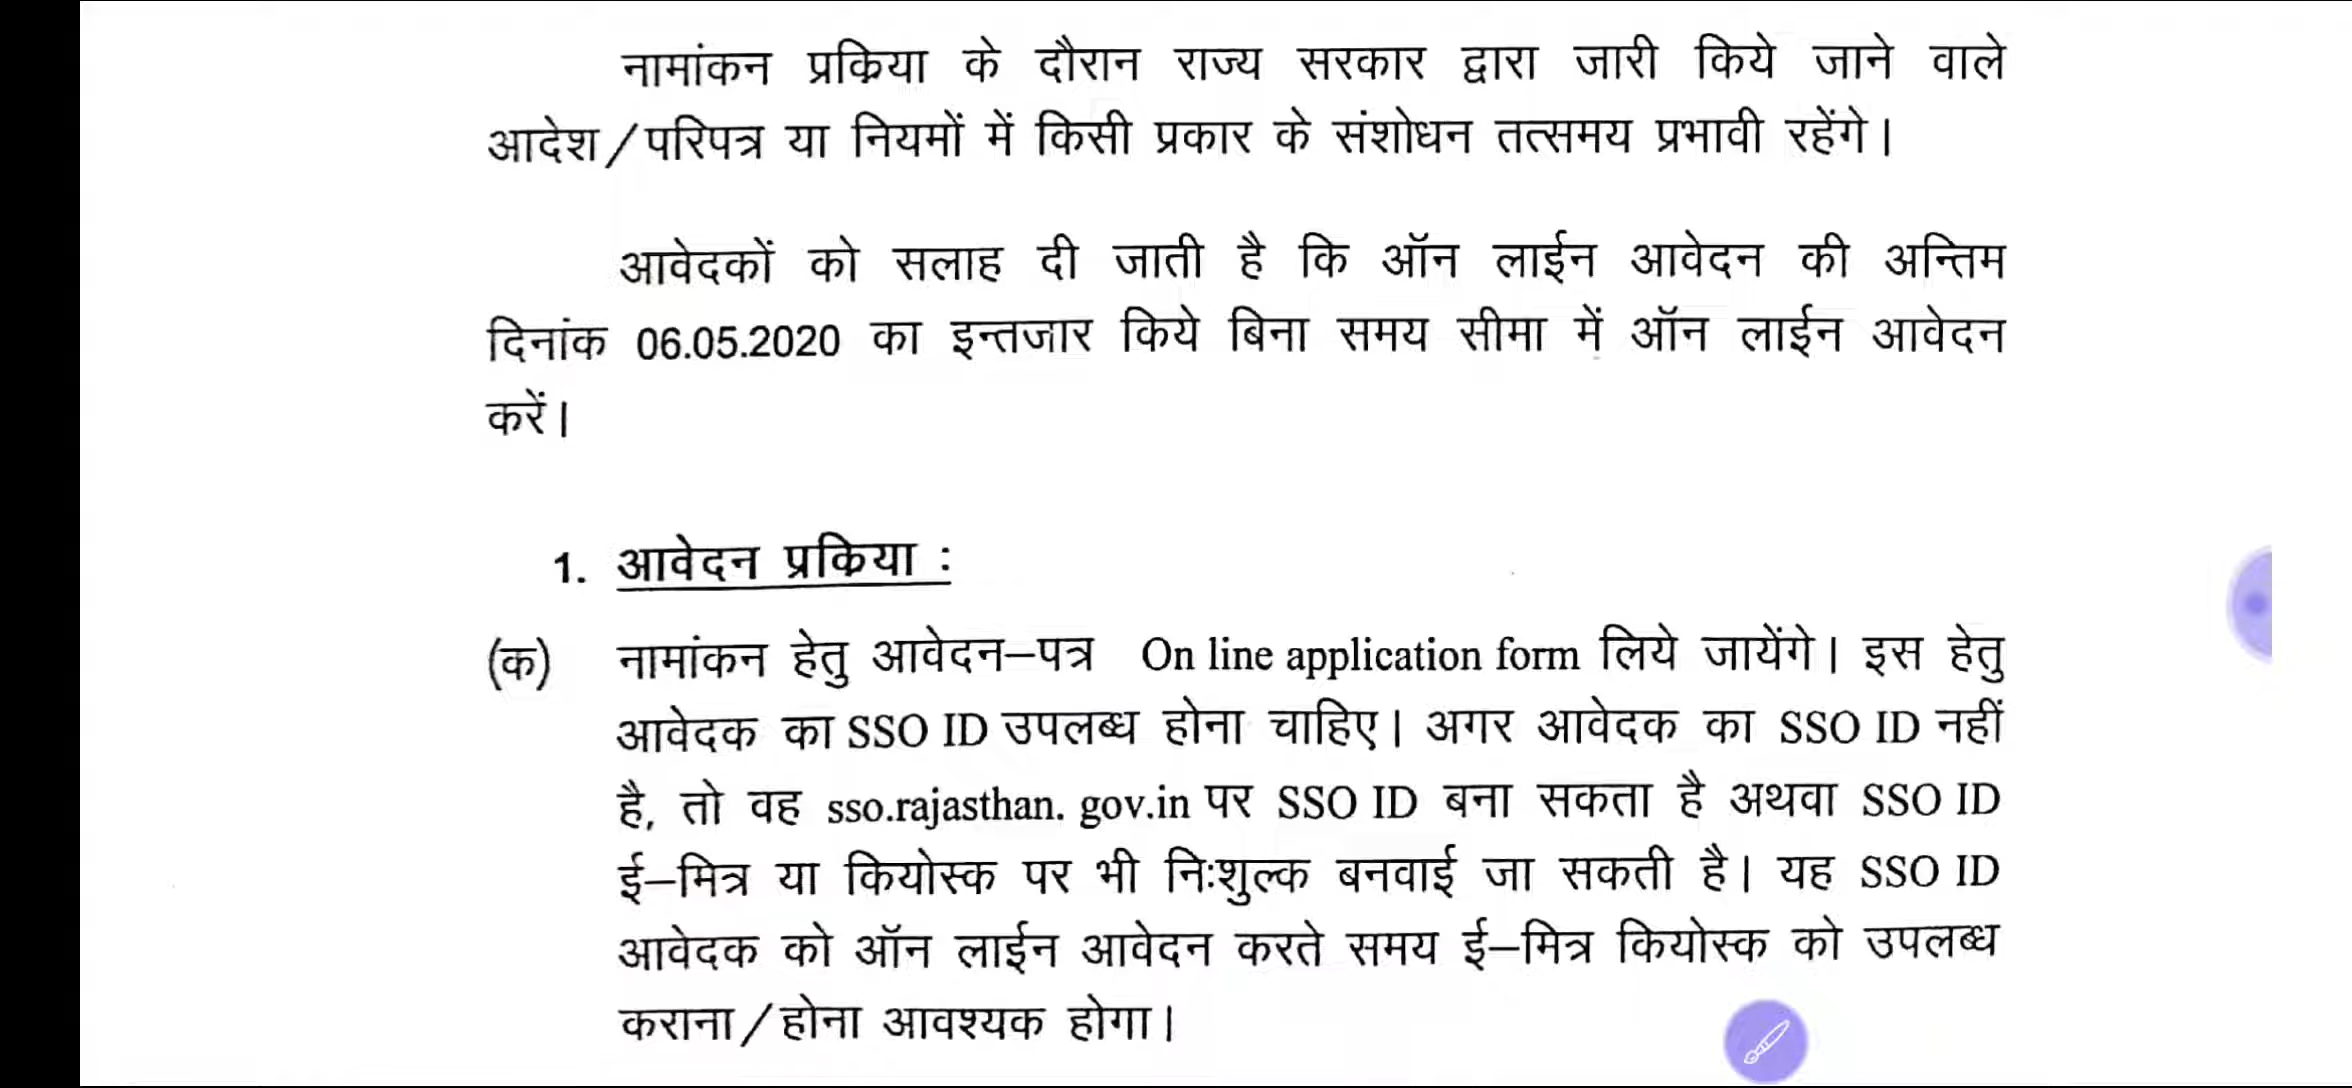 नामांकन प्रकिया के दौरान राज्य सरकार द्वारा जारी किये जाने वाले
आदेश/परिपत्र या नियमों में किसी प्रकार के संशोधन तत्समय प्रभावी रहेंगे।
आवेदकों को सलाह दी जाती है कि ऑन लाईन आवेदन की अन्तिम
दिनांक 06.05.2020 का इन्तजार किये बिना समय सीमा में ऑन लाईन आवेदन
करें।
1. आवेदन प्रकिया :
(क) नामांकन हेतु आवेदन–पत्र On line application form लिये जायेंगे। इस हेतु
आवेदक का SSO ID उपलब्ध होना चाहिए। अगर आवेदक का SSO ID नहीं
है, तो वह sso.rajasthan. gov.in पर SSO ID बना सकता है अथवा SSO ID
ई–मित्र या कियोस्क पर भी निःशुल्क बनवाई जा सकती है। यह SSO ID
आवेदक को ऑन लाईन आवेदन करते समय ई–मित्र कियोस्क को उपलब्ध
कराना/होना आवश्यक होगा।